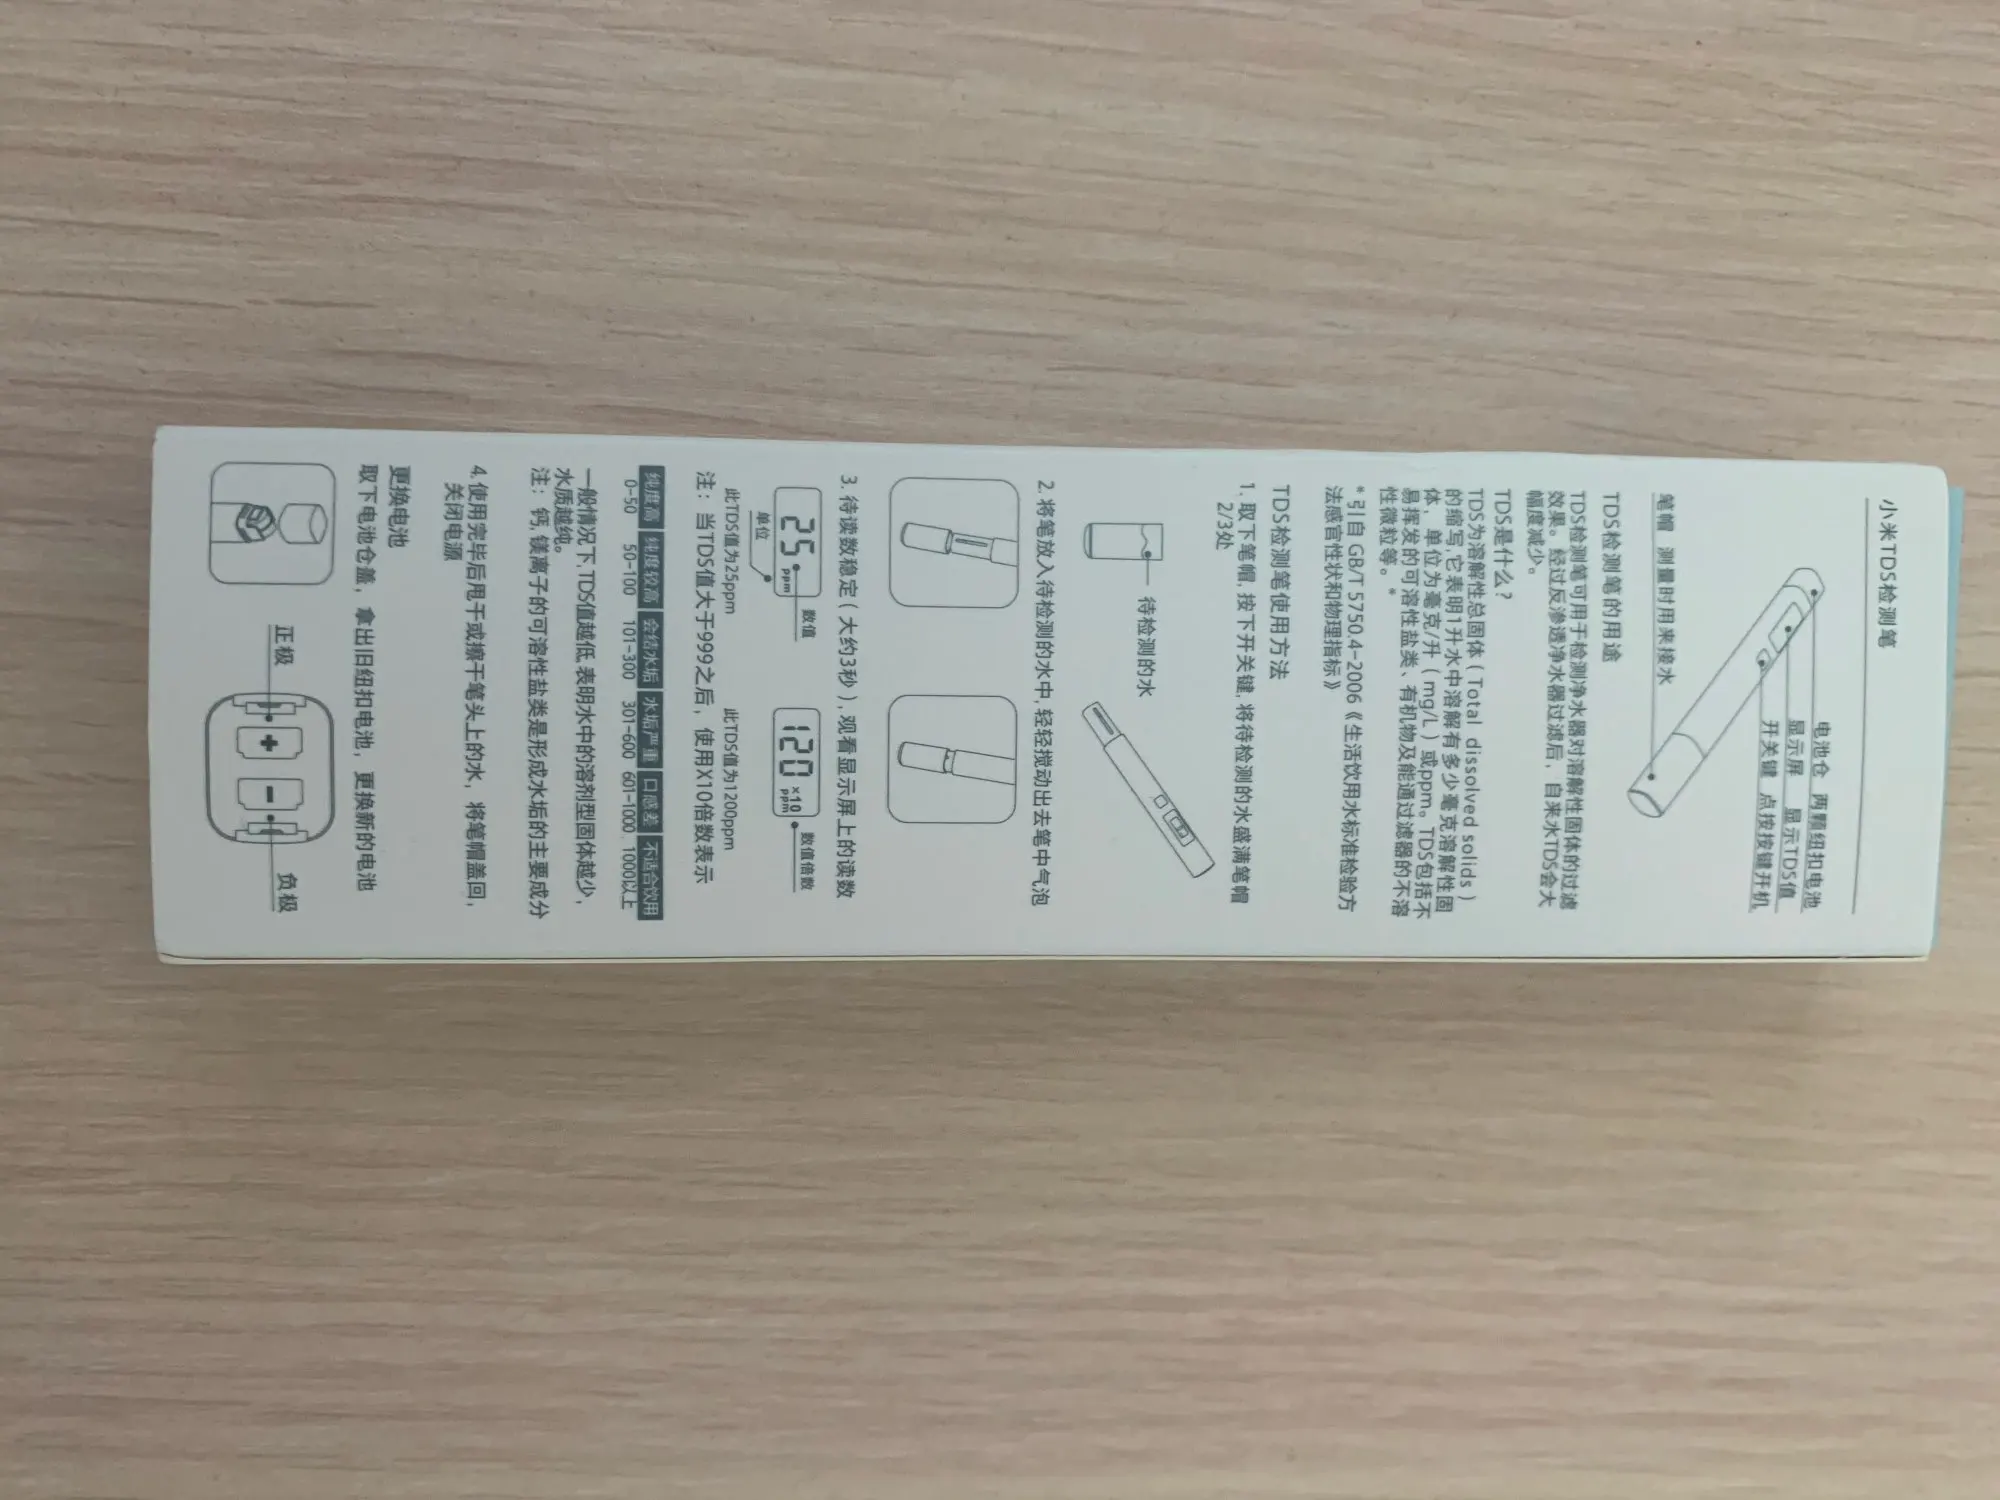 小米TDS检测笔
电池仓 两颗纽扣电池
显示屏 显示TDS值
开关键 点按按键开机
笔帽 测量时用来接水
TDS检测笔的用途
TDS检测笔可用于检测净水器对溶解性固体的过滤
效果。经过反渗透净水器过滤后，自来水TDS会大
幅度减少。
TDS是什么？
TDS为溶解性总固体（Total dissolved solids）
的缩写,它表明1升水中溶解有多少毫克溶解性固
体，单位为毫克/升（mg/L）或ppm。TDS包括不
易挥发的可溶性盐类、有机物及能通过滤器的不溶
性微粒等。*
*引自 GB/T 5750.4-2006《生活饮用水标准检验方
法感官性状和物理指标》
TDS检测笔使用方法
1. 取下笔帽, 按下开关键, 将待检测的水盛满笔帽
2/3处
待检测的水
2. 将笔放入待检测的水中, 轻轻搅动出去笔中气泡
3. 待读数稳定（大约3秒）, 观看显示屏上的读数
25 ppm
数值
单位
此TDS值为25ppm
120 ×10 ppm
数值倍数
此TDS值为1200ppm
注：当TDS值大于999之后，使用X10倍数表示
纯度高 纯度较高 会结水垢 水垢严重 口感差 不适合饮用
0-50 50-100 101-300 301-600 601-1000 1000以上
一般情况下,TDS值越低,表明水中的溶剂型固体越少,
水质越纯。
注：钙, 镁离子的可溶性盐类是形成水垢的主要成分
4. 使用完毕后甩干或擦干笔头上的水，将笔帽盖回,
关闭电源
更换电池
取下电池仓盖，拿出旧纽扣电池，更换新的电池
正极
+
−
负极